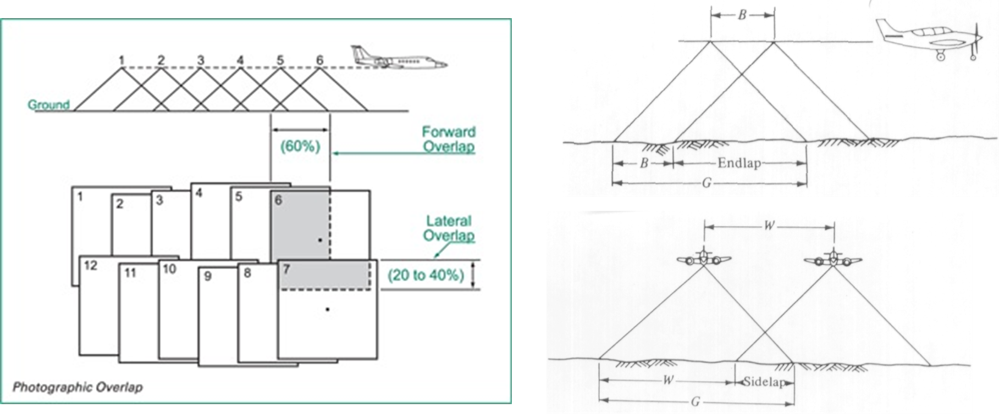 1 2 3 4 5 6
Ground
(60%)
Forward
Overlap
1
2
3
4
5
6
Lateral
Overlap
12
11
10
9
8
7
(20 to 40%)
Photographic Overlap
B
B
Endlap
G
W
W
Sidelap
G